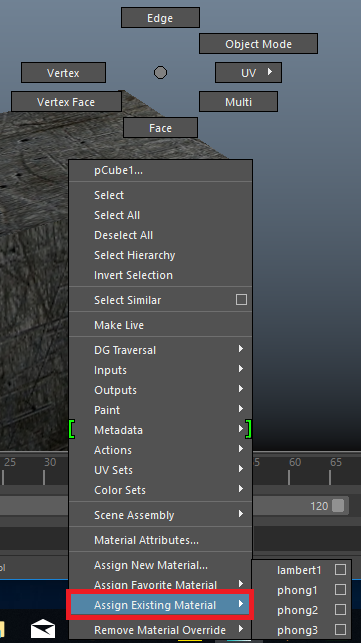 Edge
Object Mode
Vertex
UV
Vertex Face
Multi
Face
pCube1...
Select
Select All
Deselect All
Select Hierarchy
Invert Selection
Select Similar
Make Live
DG Traversal
Inputs
Outputs
Paint
Metadata
Actions
UV Sets
Color Sets
Scene Assembly
Material Attributes...
Assign New Material...
Assign Favorite Material
Assign Existing Material
Remove Material Override
lambert1
phong1
phong2
phong3
25
30
55
60
65
120